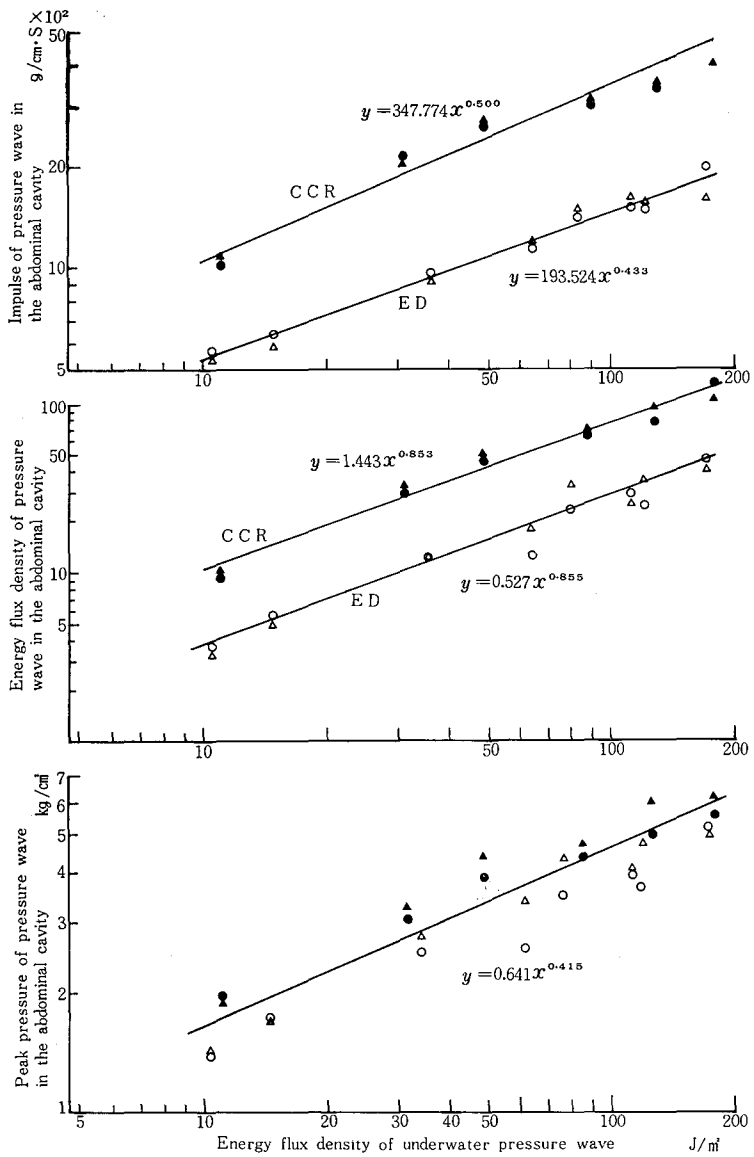 Impulse of pressure wave in
the abdominal cavity
g/cm·S×10²
50
20
10
5
y=347.774x^0.500
CCR
y=193.524x^0.433
ED
10
50
100
200
Energy flux density of pressure
wave in the abdominal cavity
100
50
10
5
y=1.443x^0.853
CCR
y=0.527x^0.855
ED
10
50
100
200
Peak pressure of pressure wave
in the abdominal cavity
kg/cm²
7
6
5
4
3
2
1
y=0.641x^0.415
5
10
20
30
40
50
100
200
Energy flux density of underwater pressure wave
J/m²